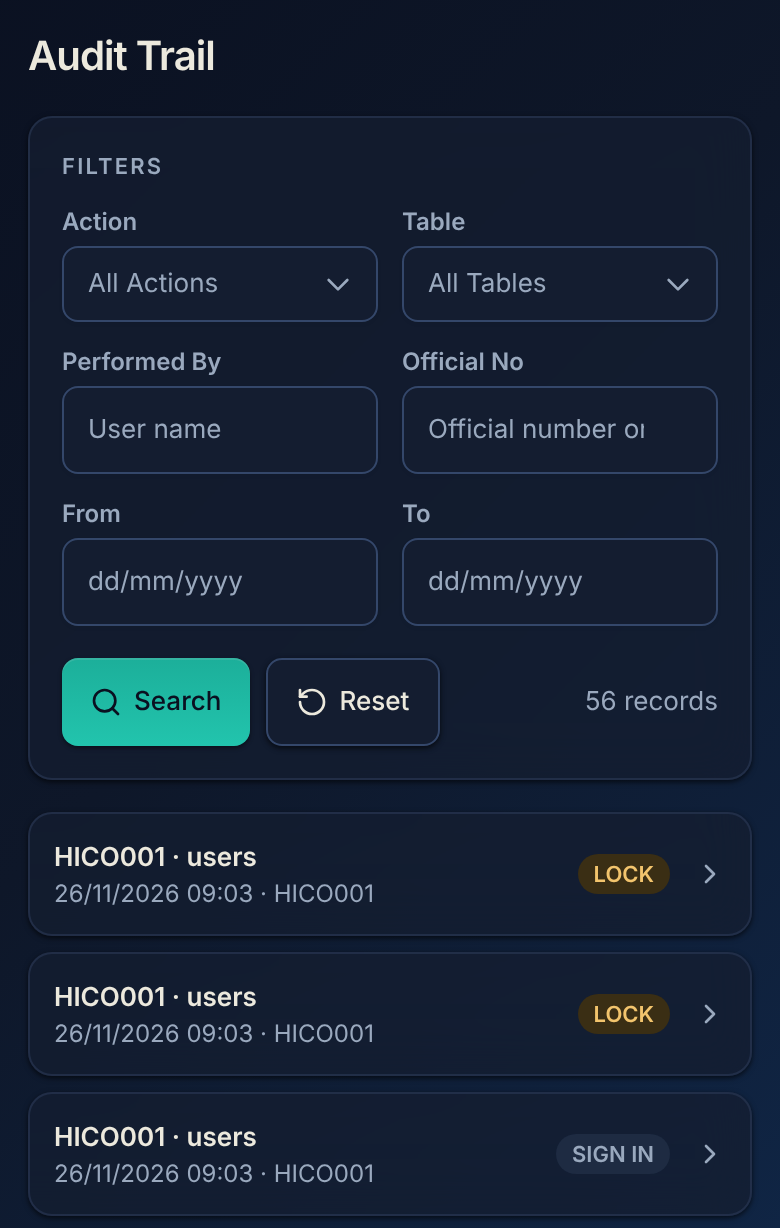 Audit Trail
FILTERS
Action
Table
All Actions
All Tables
Performed By
Official No
User name
Official number or
From
To
dd/mm/yyyy
dd/mm/yyyy
Search
Reset
56 records
HICO001 · users
26/11/2026 09:03 · HICO001
LOCK
HICO001 · users
26/11/2026 09:03 · HICO001
LOCK
HICO001 · users
26/11/2026 09:03 · HICO001
SIGN IN